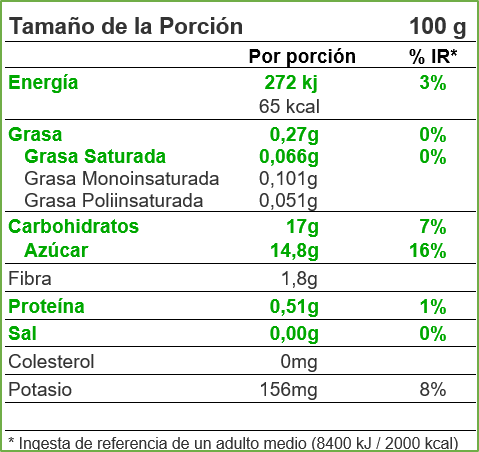 Tamaño de la Porción 100 g
Por porción % IR*
Energía 272 kj 3%
65 kcal
Grasa 0,27g 0%
Grasa Saturada 0,066g 0%
Grasa Monoinsaturada 0,101g
Grasa Poliinsaturada 0,051g
Carbohidratos 17g 7%
Azúcar 14,8g 16%
Fibra 1,8g
Proteína 0,51g 1%
Sal 0,00g 0%
Colesterol 0mg
Potasio 156mg 8%
* Ingesta de referencia de un adulto medio (8400 kJ / 2000 kcal)